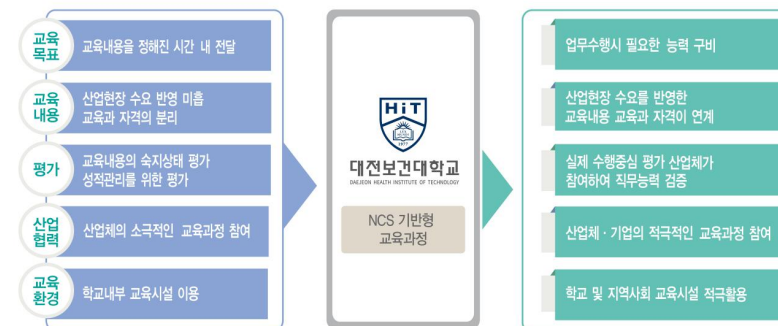 교육
목표
교육내용을 정해진 시간 내 전달
교육
내용
산업현장 수요 반영 미흡
교육과 자격의 분리
평가
교육내용의 숙지상태 평가
성적관리를 위한 평가
산업
협력
산업체의 소극적인 교육과정 참여
교육
환경
학교내부 교육시설 이용
HiT
1977
대전보건대학교
DAEJEON HEALTH INSTITUTE OF TECHNOLOGY
NCS 기반형
교육과정
업무수행시 필요한 능력 구비
산업현장 수요를 반영한
교육내용 교육과 자격이 연계
실제 수행중심 평가 산업체가
참여하여 직무능력 검증
산업체 · 기업의 적극적인 교육과정 참여
학교 및 지역사회 교육시설 적극활용